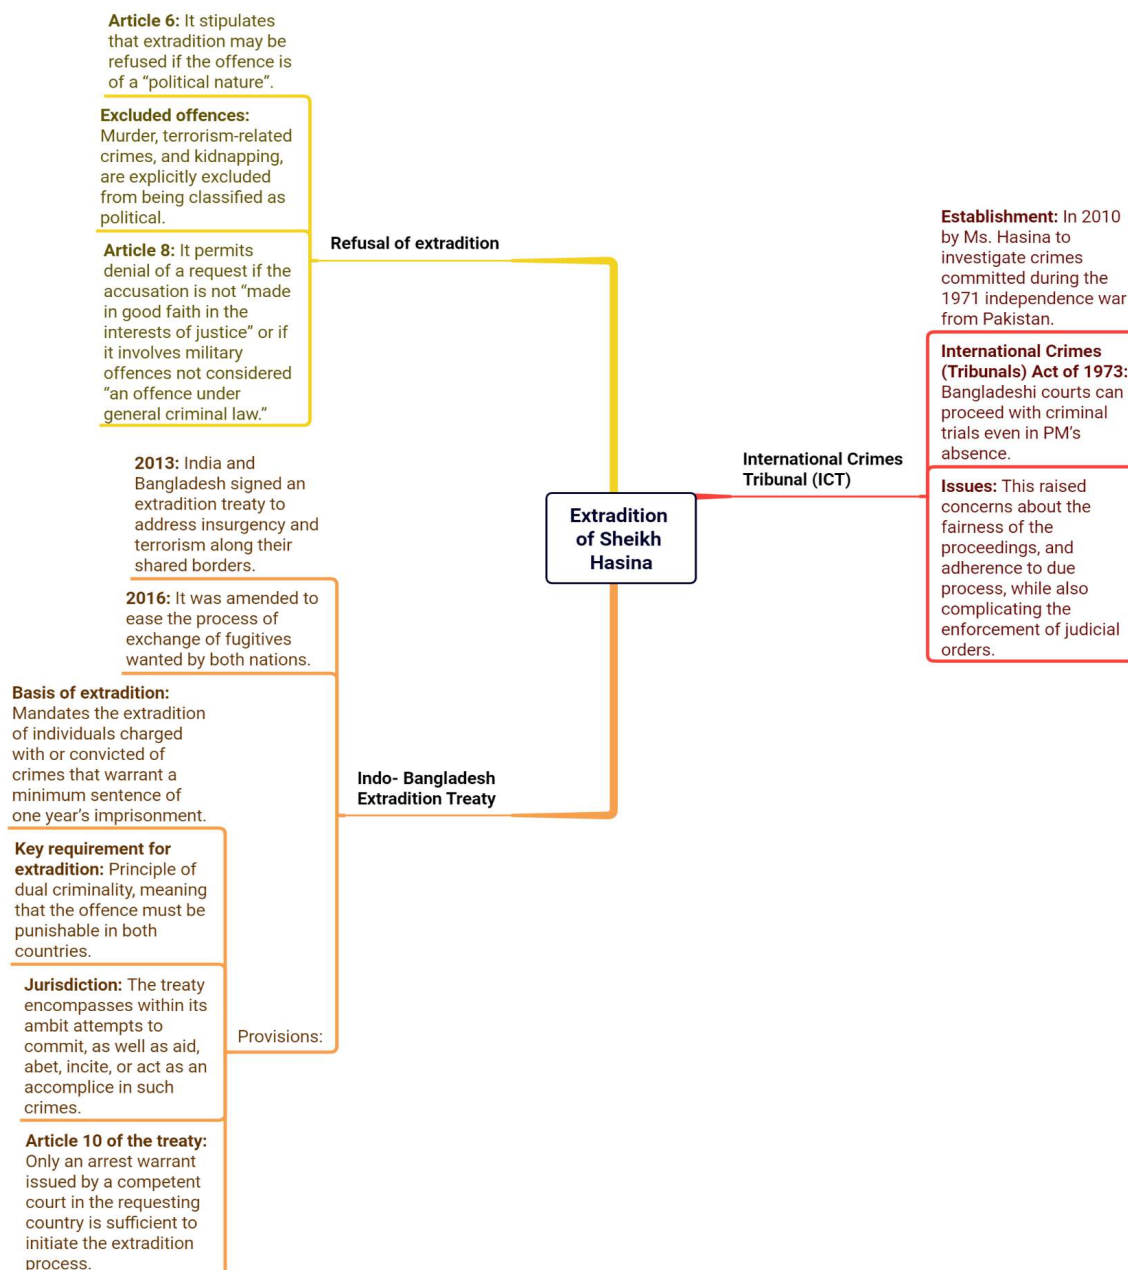 Article 6: It stipulates
that extradition may be
refused if the offence is
of a “political nature”.
Excluded offences:
Murder, terrorism-related
crimes, and kidnapping,
are explicitly excluded
from being classified as
political.
Article 8: It permits
denial of a request if the
accusation is not “made
in good faith in the
interests of justice” or if
it involves military
offences not considered
“an offence under
general criminal law.”
Refusal of extradition
2013: India and
Bangladesh signed an
extradition treaty to
address insurgency and
terrorism along their
shared borders.
2016: It was amended to
ease the process of
exchange of fugitives
wanted by both nations.
Basis of extradition:
Mandates the extradition
of individuals charged
with or convicted of
crimes that warrant a
minimum sentence of
one year’s imprisonment.
Key requirement for
extradition: Principle of
dual criminality, meaning
that the offence must be
punishable in both
countries.
Jurisdiction: The treaty
encompasses within its
ambit attempts to
commit, as well as aid,
abet, incite, or act as an
accomplice in such
crimes.
Article 10 of the treaty:
Only an arrest warrant
issued by a competent
court in the requesting
country is sufficient to
initiate the extradition
process.
Provisions:
Indo- Bangladesh
Extradition Treaty
Extradition
of Sheikh
Hasina
International Crimes
Tribunal (ICT)
Establishment: In 2010
by Ms. Hasina to
investigate crimes
committed during the
1971 independence war
from Pakistan.
International Crimes
(Tribunals) Act of 1973:
Bangladeshi courts can
proceed with criminal
trials even in PM’s
absence.
Issues: This raised
concerns about the
fairness of the
proceedings, and
adherence to due
process, while also
complicating the
enforcement of judicial
orders.